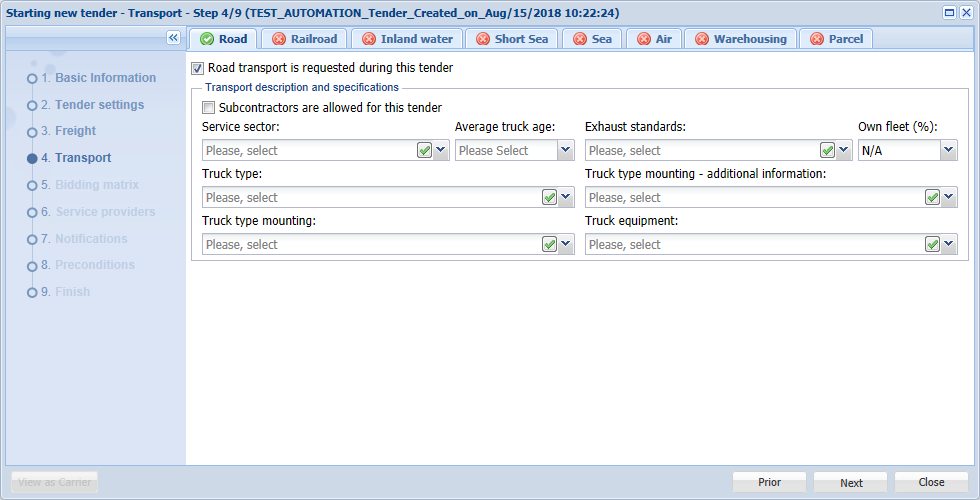 Starting new tender - Transport - Step 4/9 (TEST_AUTOMATION_Tender_Created_on_Aug/15/2018 10:22:24)
Road Railroad Inland water Short Sea Sea Air Warehousing Parcel
1. Basic Information
2. Tender settings
3. Freight
4. Transport
5. Bidding matrix
6. Service providers
7. Notifications
8. Preconditions
9. Finish
Road transport is requested during this tender
Transport description and specifications
Subcontractors are allowed for this tender
Service sector: Average truck age: Exhaust standards: Own fleet (%):
Please, select Please Select Please, select N/A
Truck type: Truck type mounting - additional information:
Please, select Please, select
Truck type mounting: Truck equipment:
Please, select Please, select
View as Carrier Prior Next Close